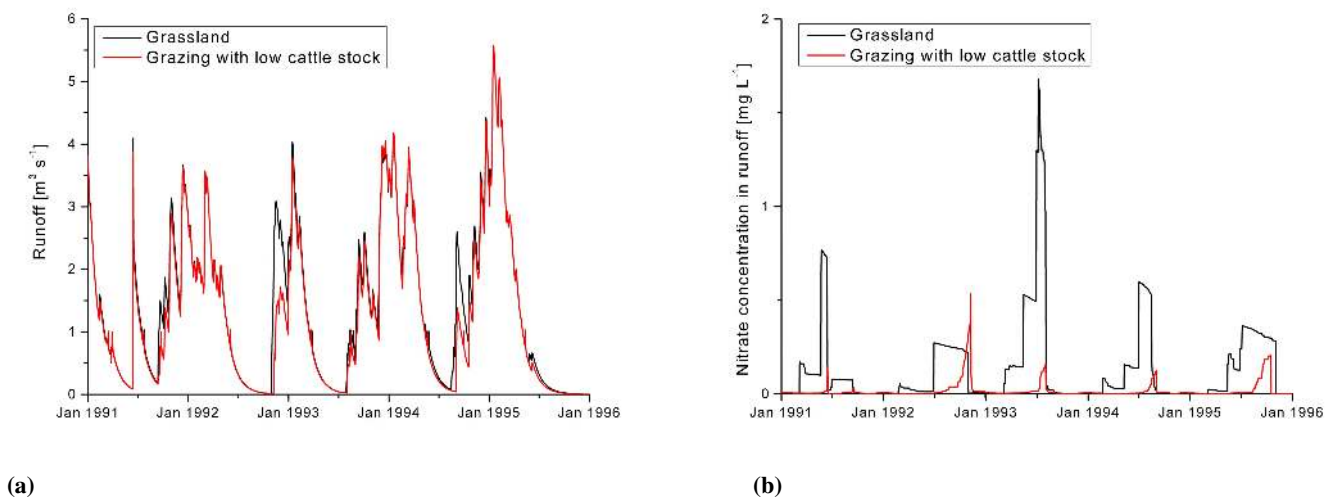 6
5
4
3
2
1
0
Runoff [m³ s⁻¹]
Grassland
Grazing with low cattle stock
Jan 1991
Jan 1992
Jan 1993
Jan 1994
Jan 1995
Jan 1996
(a)
2
1
0
Nitrate concentration in runoff [mg L⁻¹]
Grassland
Grazing with low cattle stock
Jan 1991
Jan 1992
Jan 1993
Jan 1994
Jan 1995
Jan 1996
(b)